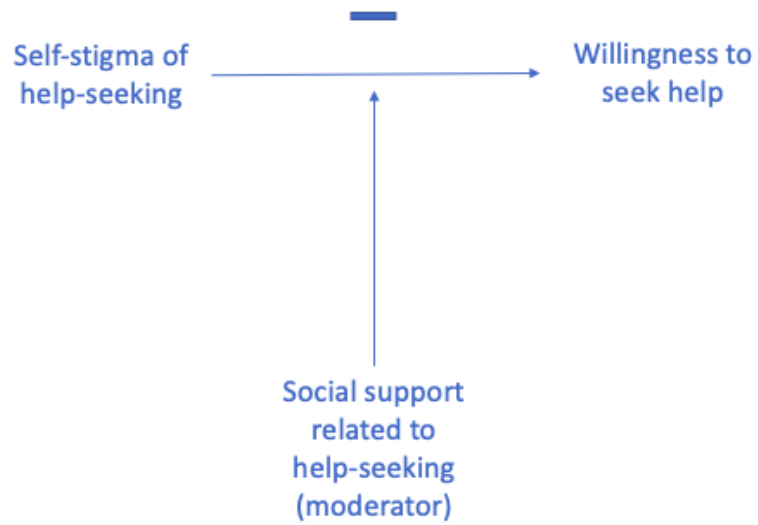 Self-stigma of
help-seeking
Willingness to
seek help
Social support
related to
help-seeking
(moderator)